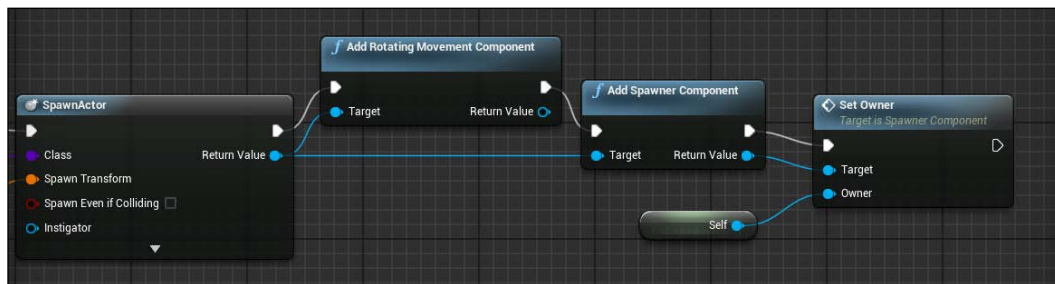 SpawnActor
Class
Return Value
Spawn Transform
Spawn Even if Colliding
Instigator
f Add Rotating Movement Component
Target
Return Value
f Add Spawner Component
Target
Return Value
Self
Set Owner
Target is Spawner Component
Target
Owner